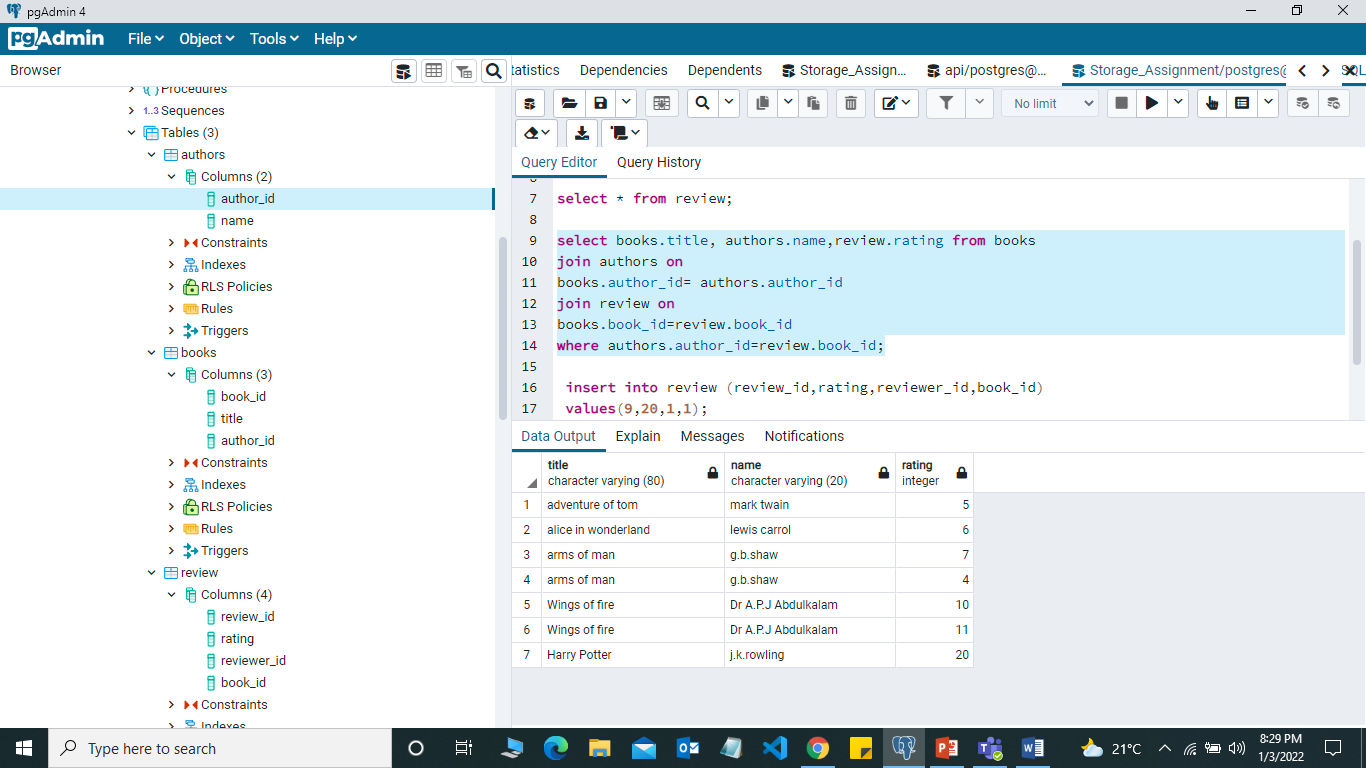 pgAdmin 4
pgAdmin File Object Tools Help
Browser
tatistics Dependencies Dependents Storage_Assign... api/postgres@... Storage_Assignment/postgres@ SQL
Procedures
1..3 Sequences
Tables (3)
authors
Columns (2)
author_id
name
Constraints
Indexes
RLS Policies
Rules
Triggers
books
Columns (3)
book_id
title
author_id
Constraints
Indexes
RLS Policies
Rules
Triggers
review
Columns (4)
review_id
rating
reviewer_id
book_id
Constraints
Indexes
No limit
Query Editor Query History
6
7 select * from review;
8
9 select books.title, authors.name,review.rating from books
10 join authors on
11 books.author_id= authors.author_id
12 join review on
13 books.book_id=review.book_id
14 where authors.author_id=review.book_id;
15
16 insert into review (review_id,rating,reviewer_id,book_id)
17 values(9,20,1,1);
Data Output Explain Messages Notifications
title name rating
character varying (80) character varying (20) integer
1 adventure of tom mark twain 5
2 alice in wonderland lewis carrol 6
3 arms of man g.b.shaw 7
4 arms of man g.b.shaw 4
5 Wings of fire Dr A.P.J Abdulkalam 10
6 Wings of fire Dr A.P.J Abdulkalam 11
7 Harry Potter j.k.rowling 20
Type here to search
21°C
8:29 PM
1/3/2022